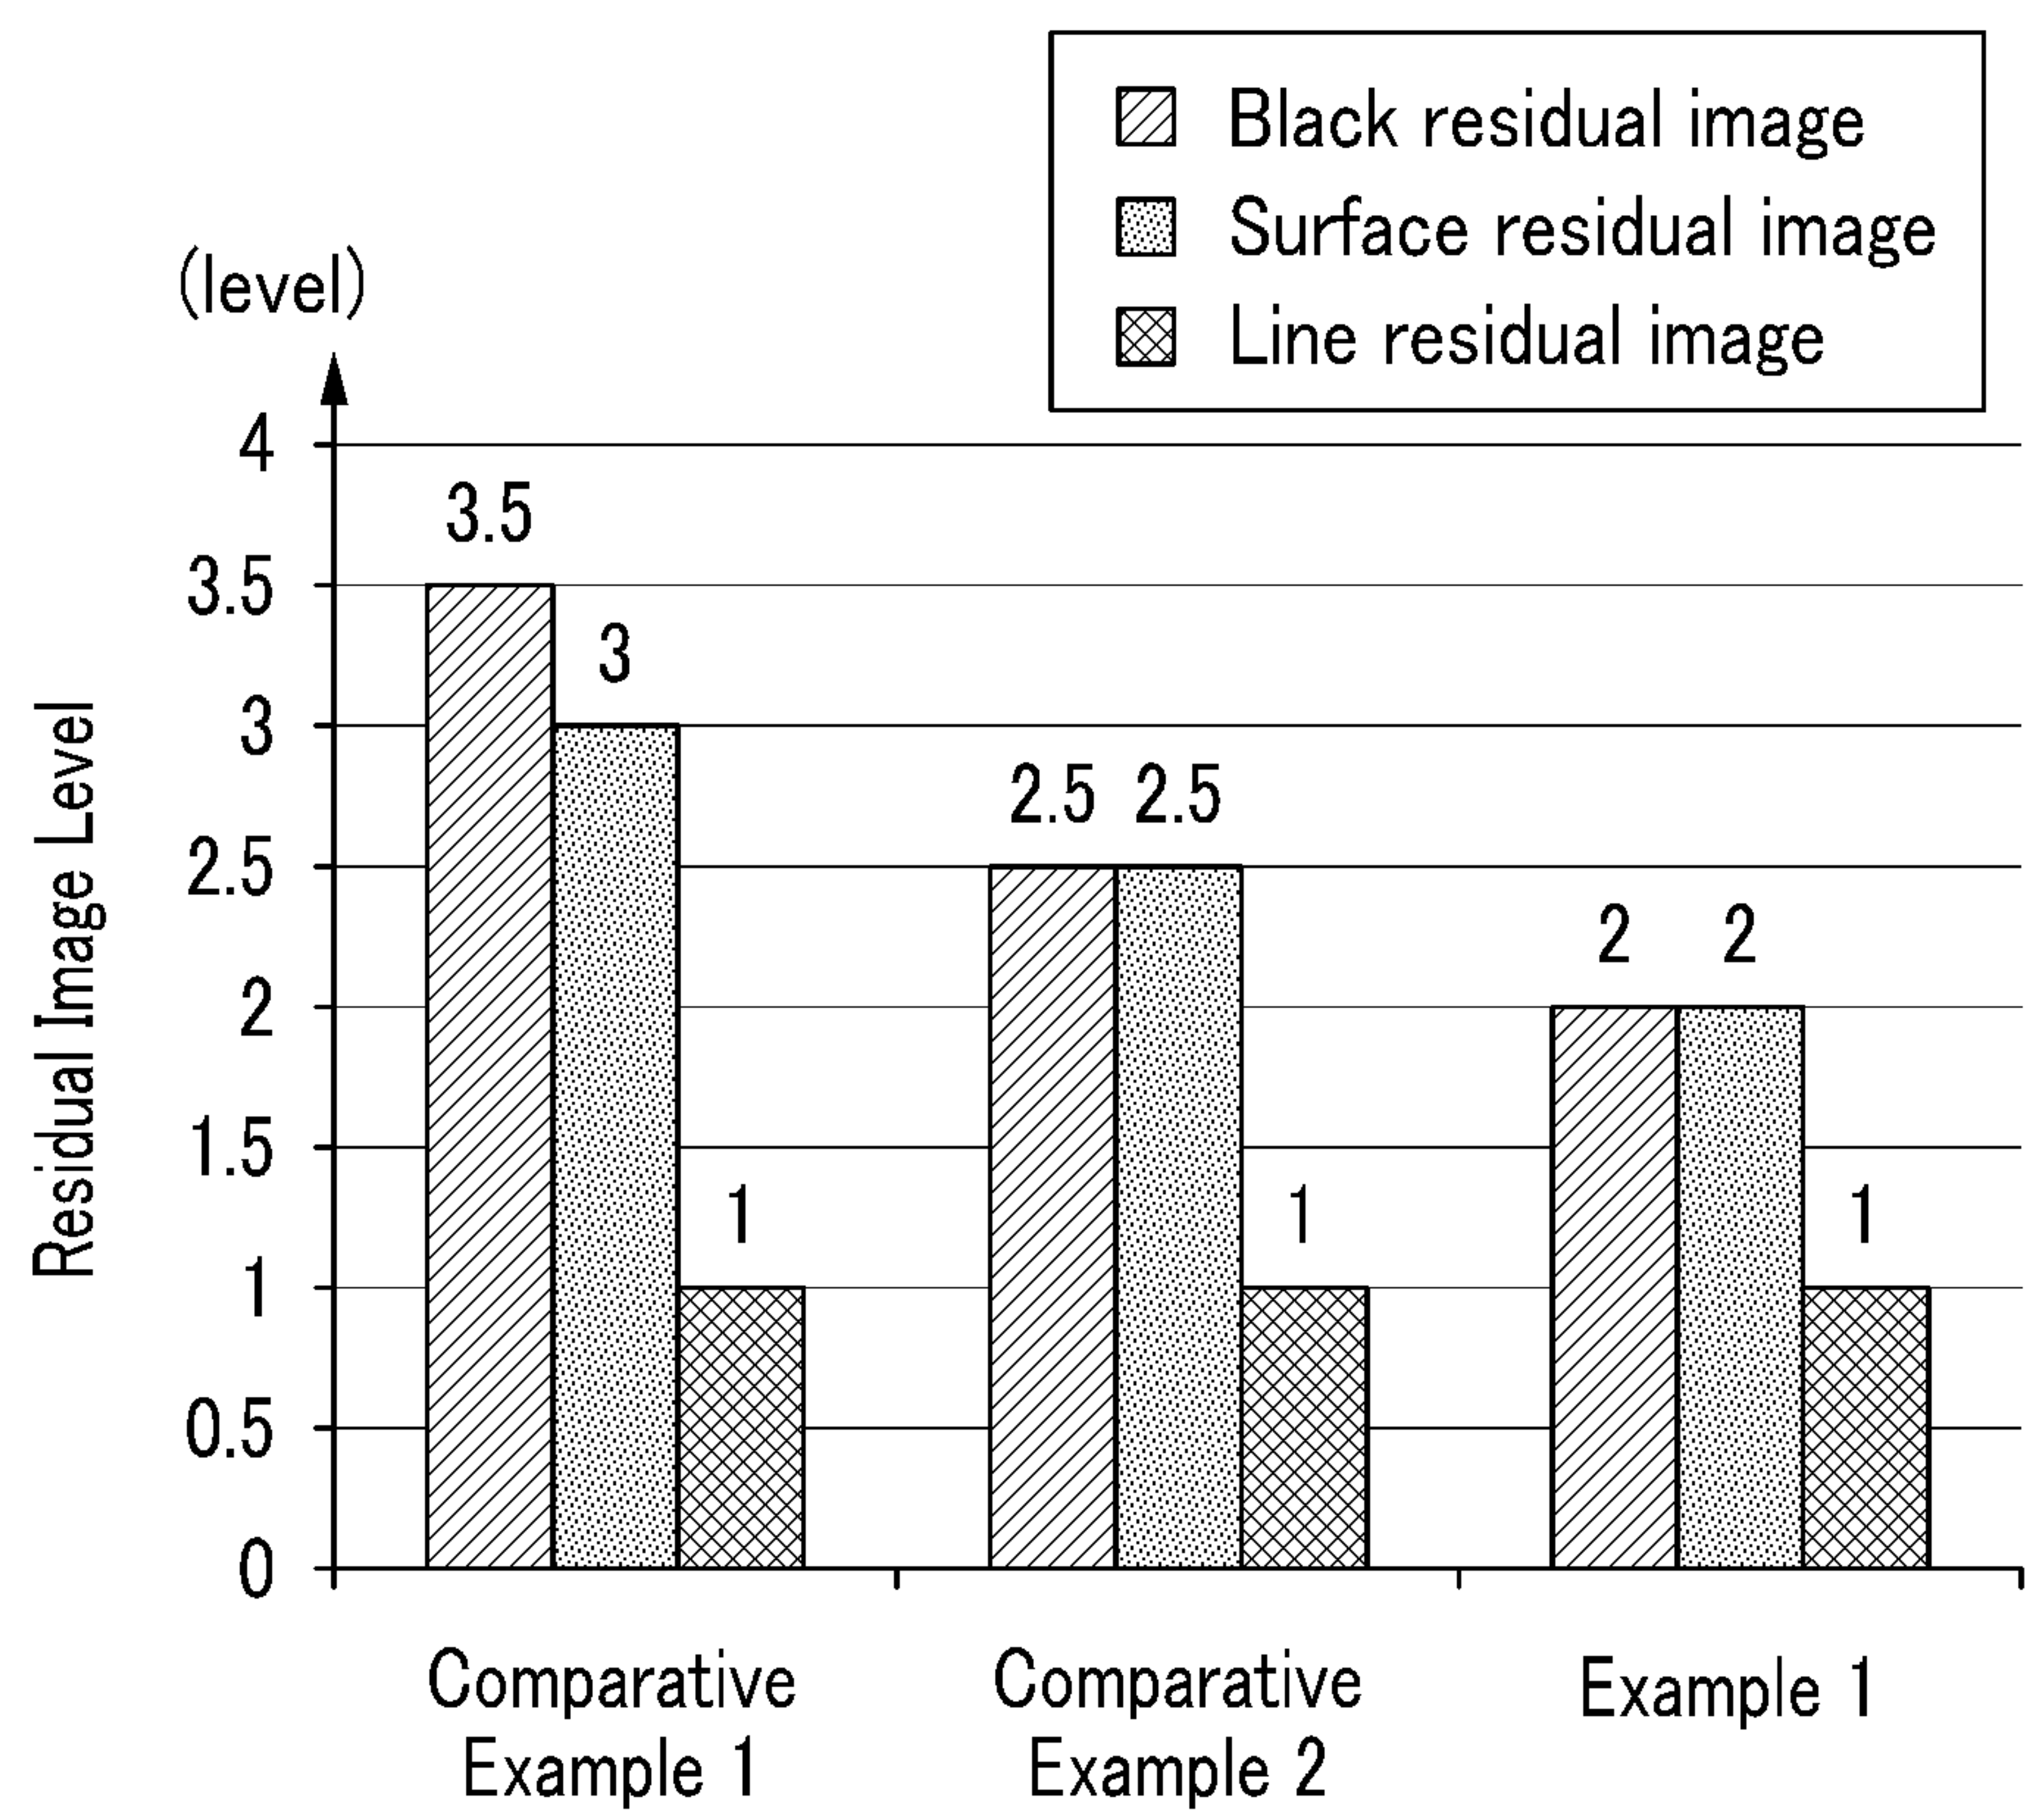 Black residual image
Surface residual image
Line residual image
(level)
Residual Image Level
4
3.5
3
2.5
2
1.5
1
0.5
0
3.5
3
1
2.5 2.5
1
2 2
1
Comparative
Example 1
Comparative
Example 2
Example 1